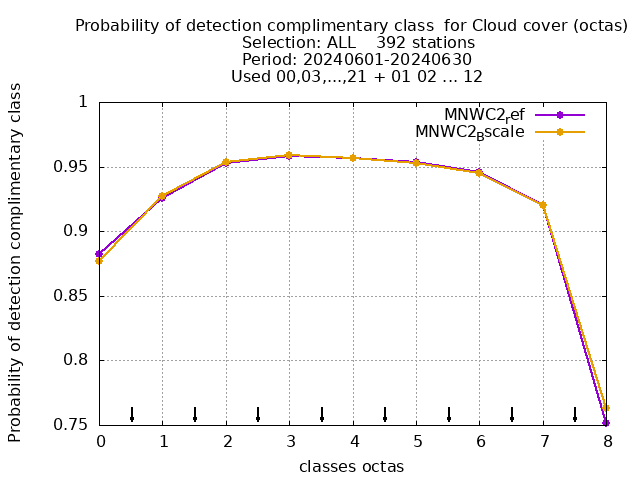 Probability of detection complimentary class  for Cloud cover (octas)
Selection: ALL    392 stations
Period: 20240601-20240630
Used 00,03,...,21 + 01 02 ... 12
Probability of detection complimentary class
MNWC2ref
MNWC2Bscale
1
0.95
0.9
0.85
0.8
0.75
0 1 2 3 4 5 6 7 8
classes octas